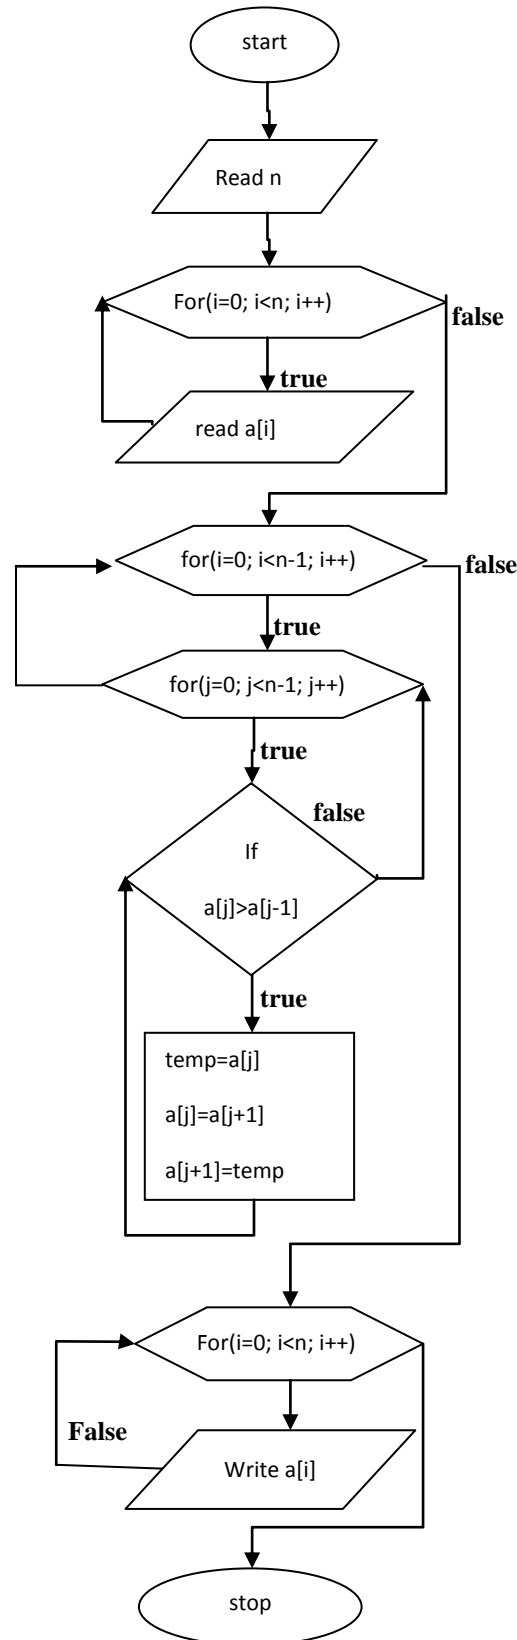 start
Read n
For(i=0; i<n; i++)
false
true
read a[i]
for(i=0; i<n-1; i++)
false
true
for(j=0; j<n-1; j++)
true
false
If
a[j]>a[j-1]
true
temp=a[j]
a[j]=a[j+1]
a[j+1]=temp
For(i=0; i<n; i++)
False
Write a[i]
stop